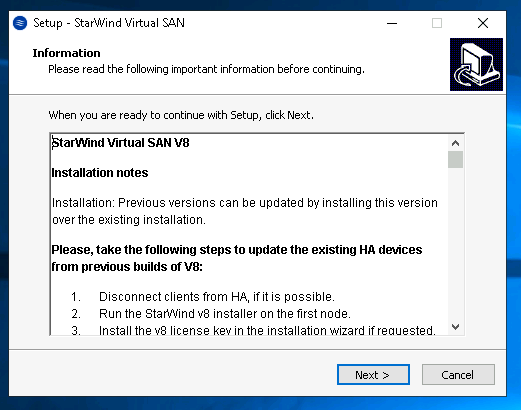 Setup - StarWind Virtual SAN
Information
Please read the following important information before continuing.
When you are ready to continue with Setup, click Next.
StarWind Virtual SAN V8
Installation notes
Installation: Previous versions can be updated by installing this version
over the existing installation.
Please, take the following steps to update the existing HA devices
from previous builds of V8:
1. Disconnect clients from HA, if it is possible.
2. Run the StarWind v8 installer on the first node.
3. Install the v8 license key in the installation wizard if requested.
Next >
Cancel